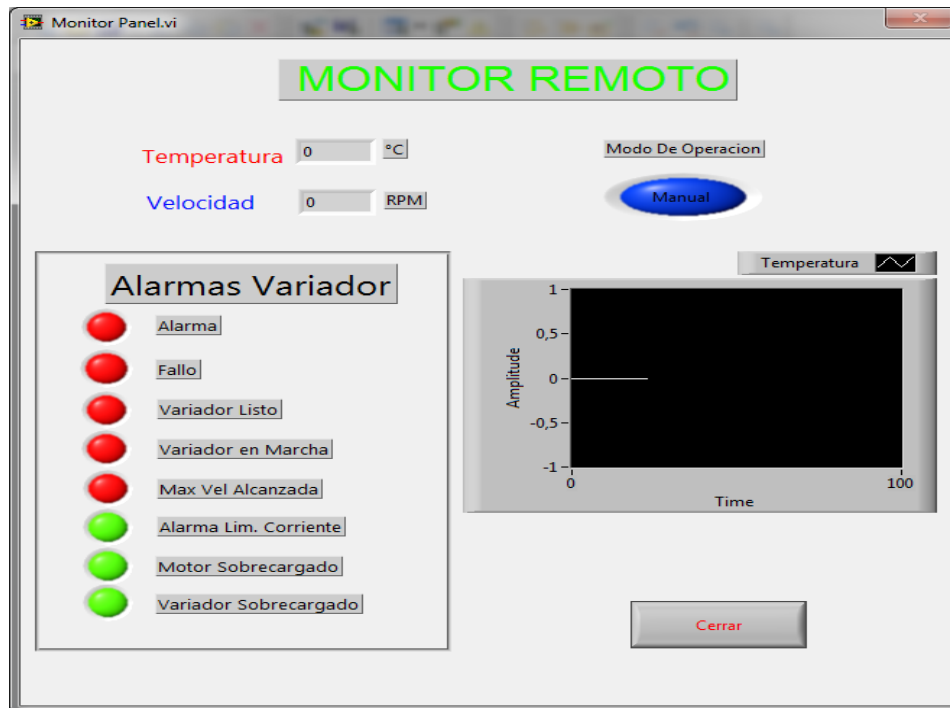 Monitor Panel.vi
MONITOR REMOTO
Temperatura 0 °C
Modo De Operacion
Velocidad 0 RPM
Manual
Alarmas Variador
Alarma
Fallo
Variador Listo
Variador en Marcha
Max Vel Alcanzada
Alarma Lim. Corriente
Motor Sobrecargado
Variador Sobrecargado
Temperatura
1
0,5
0
-0,5
-1
Amplitude
0 100
Time
Cerrar